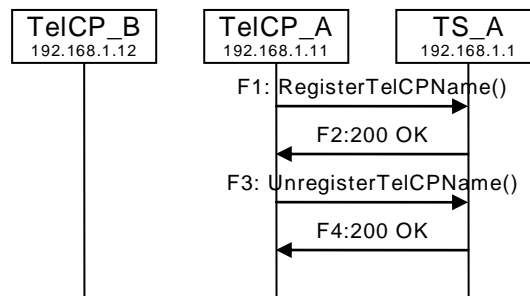 TelCP_B
192.168.1.12
TelCP_A
192.168.1.11
TS_A
192.168.1.1
F1: RegisterTelCPName()
F2:200 OK
F3: UnregisterTelCPName()
F4:200 OK